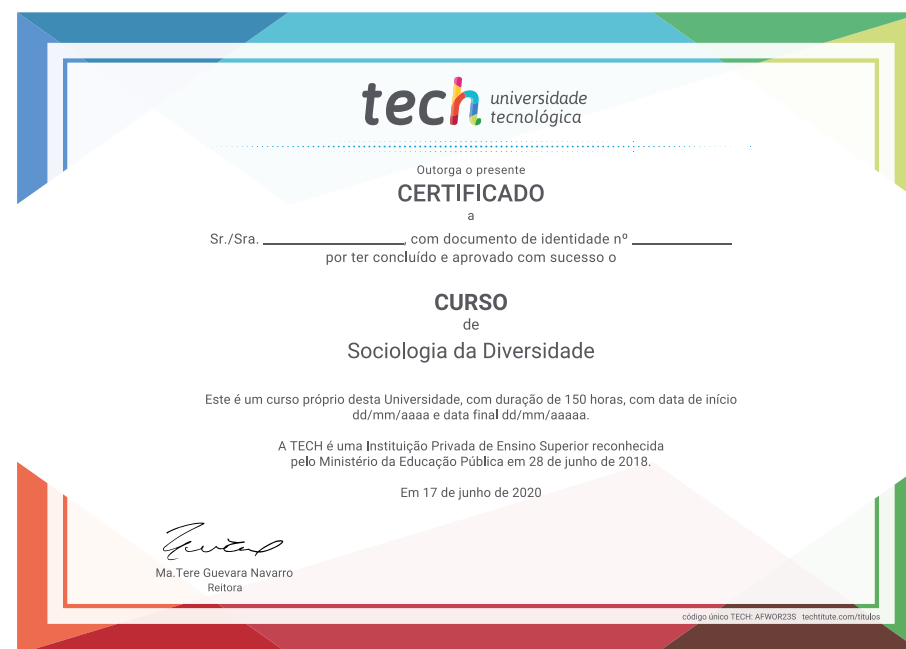 tech universidade
tecnológica
Outorga o presente
CERTIFICADO
a
Sr./Sra. ________________, com documento de identidade nº ____________
por ter concluído e aprovado com sucesso o
CURSO
de
Sociologia da Diversidade
Este é um curso próprio desta Universidade, com duração de 150 horas, com data de início
dd/mm/aaaa e data final dd/mm/aaaaa.
A TECH é uma Instituição Privada de Ensino Superior reconhecida
pelo Ministério da Educação Pública em 28 de junho de 2018.
Em 17 de junho de 2020
Ma.Tere Guevara Navarro
Reitora
código único TECH: AFWOR23S techtitute.com/titulos